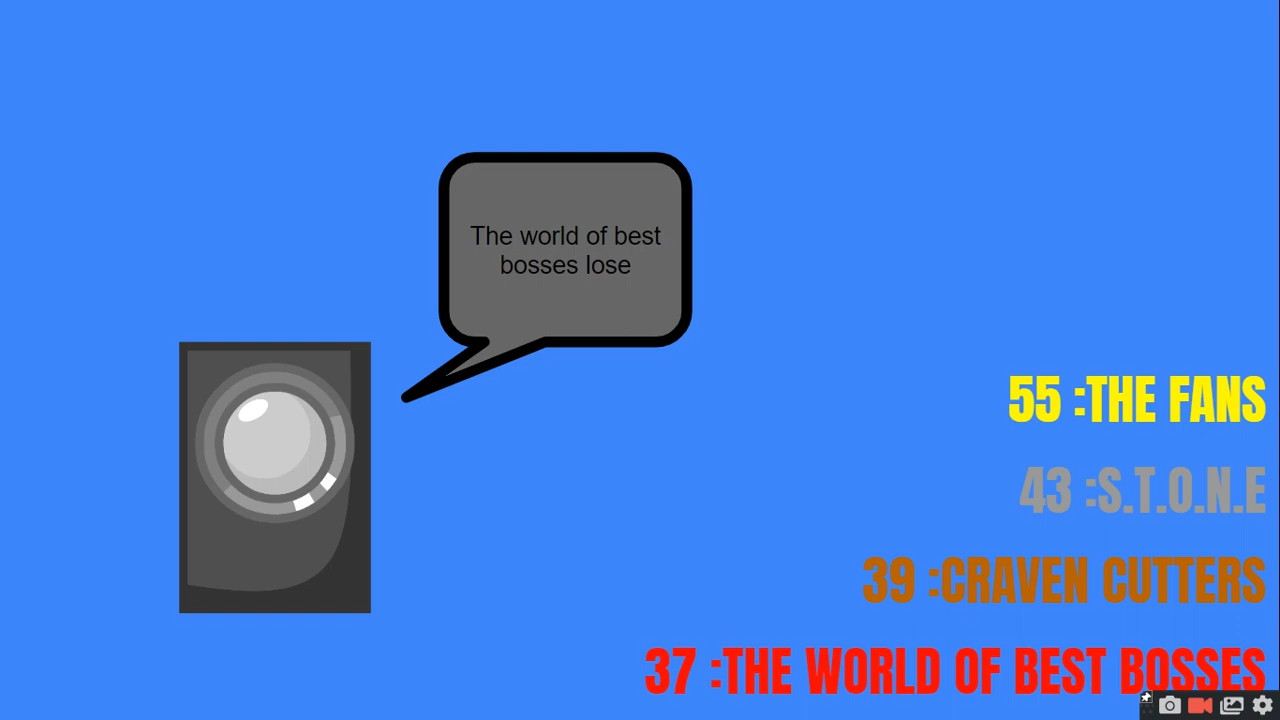 The world of best
bosses lose
55 :THE FANS
43 :S.T.O.N.E
39 :CRAVEN CUTTERS
37 :THE WORLD OF BEST BOSSES